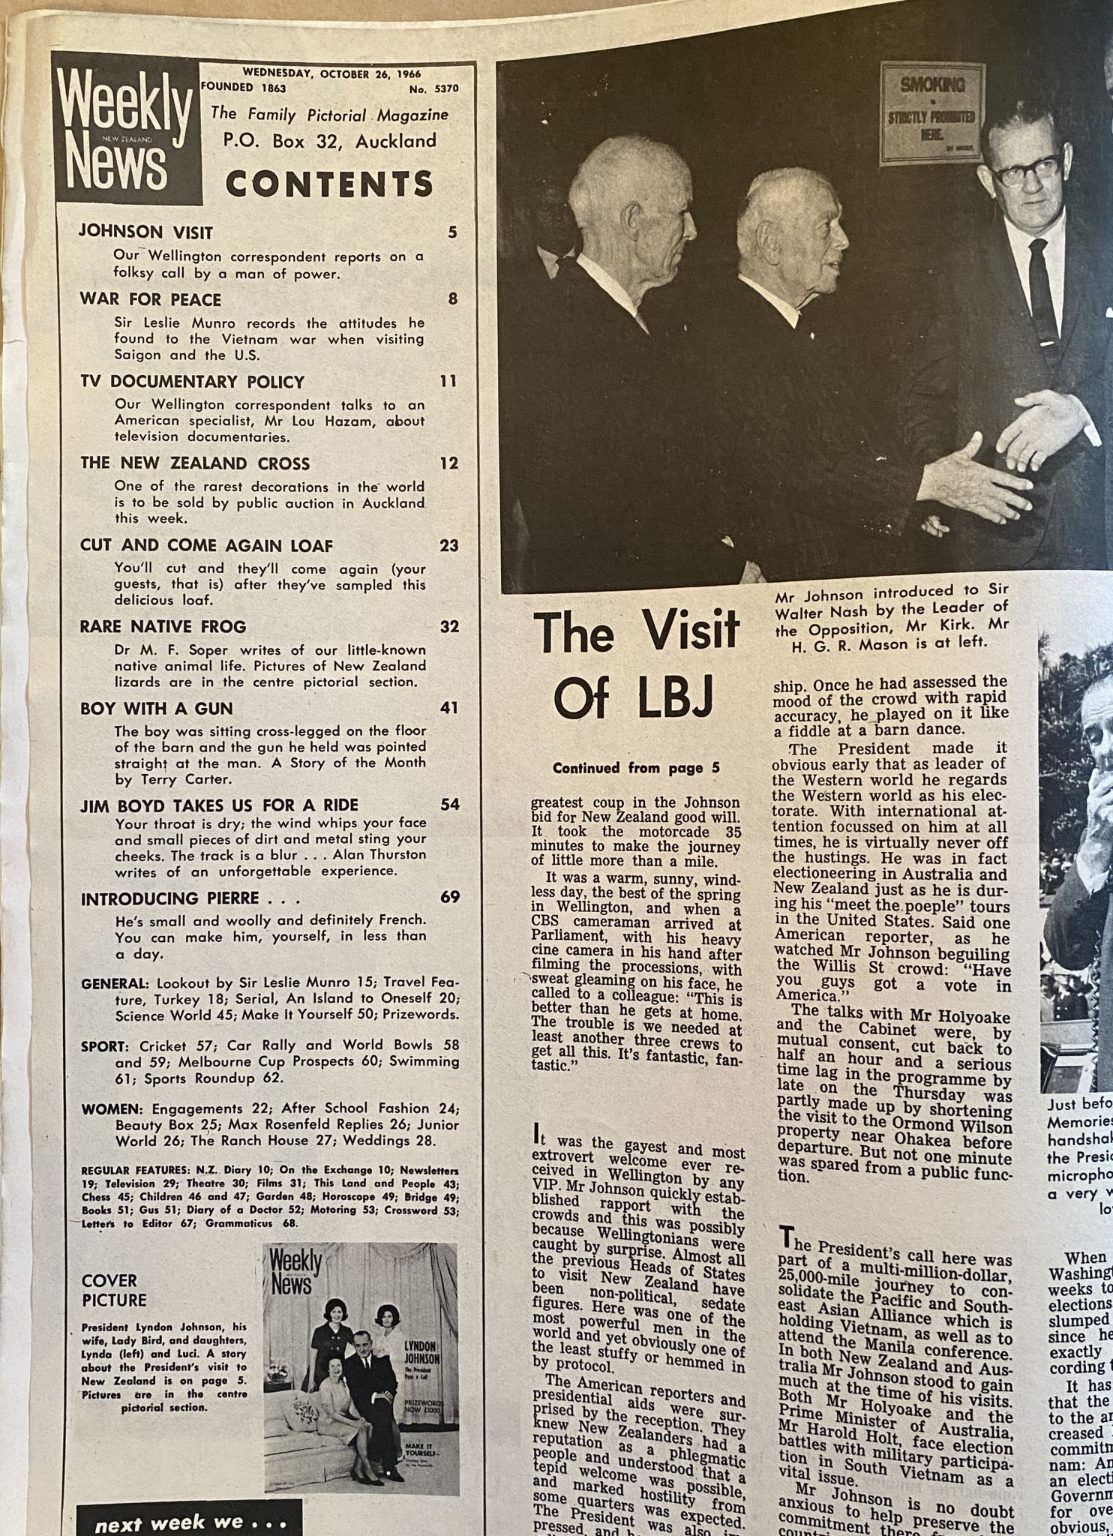 Weekly
NEW ZEALAND
News
WEDNESDAY, OCTOBER 26, 1966
FOUNDED 1863 No. 5370
The Family Pictorial Magazine
P.O. Box 32, Auckland
CONTENTS
JOHNSON VISIT 5
Our Wellington correspondent reports on a
folksy call by a man of power.
WAR FOR PEACE 8
Sir Leslie Munro records the attitudes he
found to the Vietnam war when visiting
Saigon and the U.S.
TV DOCUMENTARY POLICY 11
Our Wellington correspondent talks to an
American specialist, Mr Lou Hazam, about
television documentaries.
THE NEW ZEALAND CROSS 12
One of the rarest decorations in the world
is to be sold by public auction in Auckland
this week.
CUT AND COME AGAIN LOAF 23
You'll cut and they'll come again (your
guests, that is) after they've sampled this
delicious loaf.
RARE NATIVE FROG 32
Dr M. F. Soper writes of our little-known
native animal life. Pictures of New Zealand
lizards are in the centre pictorial section.
BOY WITH A GUN 41
The boy was sitting cross-legged on the floor
of the barn and the gun he held was pointed
straight at the man. A Story of the Month
by Terry Carter.
JIM BOYD TAKES US FOR A RIDE 54
Your throat is dry; the wind whips your face
and small pieces of dirt and metal sting your
cheeks. The track is a blur . . . Alan Thurston
writes of an unforgettable experience.
INTRODUCING PIERRE . . . 69
He's small and woolly and definitely French.
You can make him, yourself, in less than
a day.
GENERAL: Lookout by Sir Leslie Munro 15; Travel Fea-
ture, Turkey 18; Serial, An Island to Oneself 20;
Science World 45; Make It Yourself 50; Prizewords.
SPORT: Cricket 57; Car Rally and World Bowls 58
and 59; Melbourne Cup Prospects 60; Swimming
61; Sports Roundup 62.
WOMEN: Engagements 22; After School Fashion 24;
Beauty Box 25; Max Rosenfeld Replies 26; Junior
World 26; The Ranch House 27; Weddings 28.
REGULAR FEATURES: N.Z. Diary 10; On the Exchange 10; Newsletters
19; Television 29; Theatre 30; Films 31; This Land and People 43;
Chess 45; Children 46 and 47; Garden 48; Horoscope 49; Bridge 49;
Books 51; Gus 51; Diary of a Doctor 52; Motoring 53; Crossword 53;
Letters to Editor 67; Grammaticus 68.
COVER
PICTURE
President Lyndon Johnson, his
wife, Lady Bird, and daughters,
Lynda (left) and Luci. A story
about the President's visit to
New Zealand is on page 5.
Pictures are in the centre
pictorial section.
Weekly
News
LYNDON
JOHNSON
The President
Pays a Call
PRIZEWORDS
NOW £1000
MAKE IT
YOURSELF—
next week we . . .
SMOKING
IS
STRICTLY PROHIBITED
HERE.
BY ORDER.
Mr Johnson introduced to Sir
Walter Nash by the Leader of
the Opposition, Mr Kirk. Mr
H. G. R. Mason is at left.
The Visit
Of LBJ
Continued from page 5
greatest coup in the Johnson
bid for New Zealand good will.
It took the motorcade 35
minutes to make the journey
of little more than a mile.
It was a warm, sunny, wind-
less day, the best of the spring
in Wellington, and when a
CBS cameraman arrived at
Parliament, with his heavy
cine camera in his hand after
filming the processions, with
sweat gleaming on his face, he
called to a colleague: "This is
better than he gets at home.
The trouble is we needed at
least another three crews to
get all this. It's fantastic, fan-
tastic."
It was the gayest and most
extrovert welcome ever re-
ceived in Wellington by any
VIP. Mr Johnson quickly estab-
blished rapport with the
crowds and this was possibly
because Wellingtonians were
caught by surprise. Almost all
the previous Heads of States
to visit New Zealand have
been non-political, sedate
figures. Here was one of the
most powerful men in the
world and yet obviously one of
the least stuffy or hemmed in
by protocol.
The American reporters and
presidential aids were sur-
prised by the reception. They
knew New Zealanders had a
reputation as a phlegmatic
people and understood that a
tepid welcome was possible,
and marked hostility from
some quarters was expected.
The President was also im-
pressed, and
ship. Once he had assessed the
mood of the crowd with rapid
accuracy, he played on it like
a fiddle at a barn dance.
The President made it
obvious early that as leader of
the Western world he regards
the Western world as his elec-
torate. With international at-
tention focussed on him at all
times, he is virtually never off
the hustings. He was in fact
electioneering in Australia and
New Zealand just as he is dur-
ing his "meet the poeple" tours
in the United States. Said one
American reporter, as he
watched Mr Johnson beguiling
the Willis St crowd: "Have
you guys got a vote in
America."
The talks with Mr Holyoake
and the Cabinet were, by
mutual consent, cut back to
half an hour and a serious
time lag in the programme by
late on the Thursday was
partly made up by shortening
the visit to the Ormond Wilson
property near Ohakea before
departure. But not one minute
was spared from a public func-
tion.
The President's call here was
part of a multi-million-dollar,
25,000-mile journey to con-
solidate the Pacific and South-
east Asian Alliance which is
holding Vietnam, as well as to
attend the Manila conference.
In both New Zealand and Aus-
tralia Mr Johnson stood to gain
much at the time of his visits.
Both Mr Holyoake and the
Prime Minister of Australia,
Mr Harold Holt, face election
battles with military participa-
tion in South Vietnam as a
vital issue.
Mr Johnson is no doubt
anxious to help preserve the
commitment
Just befo
Memories
handshak
the Presid
micropho
a very w
lo
When
Washingt
weeks to
elections
slumped
since he
exactly
cording t
It has
that the
to the an
creased
commitm
nam: An
an electi
Governm
for ove
obvious.